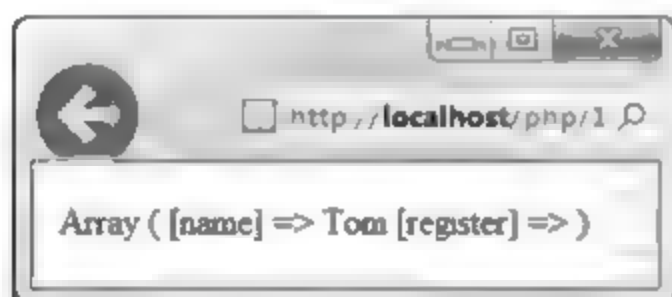 http://localhost/php/1
Array ( [name] => Tom [register] => )